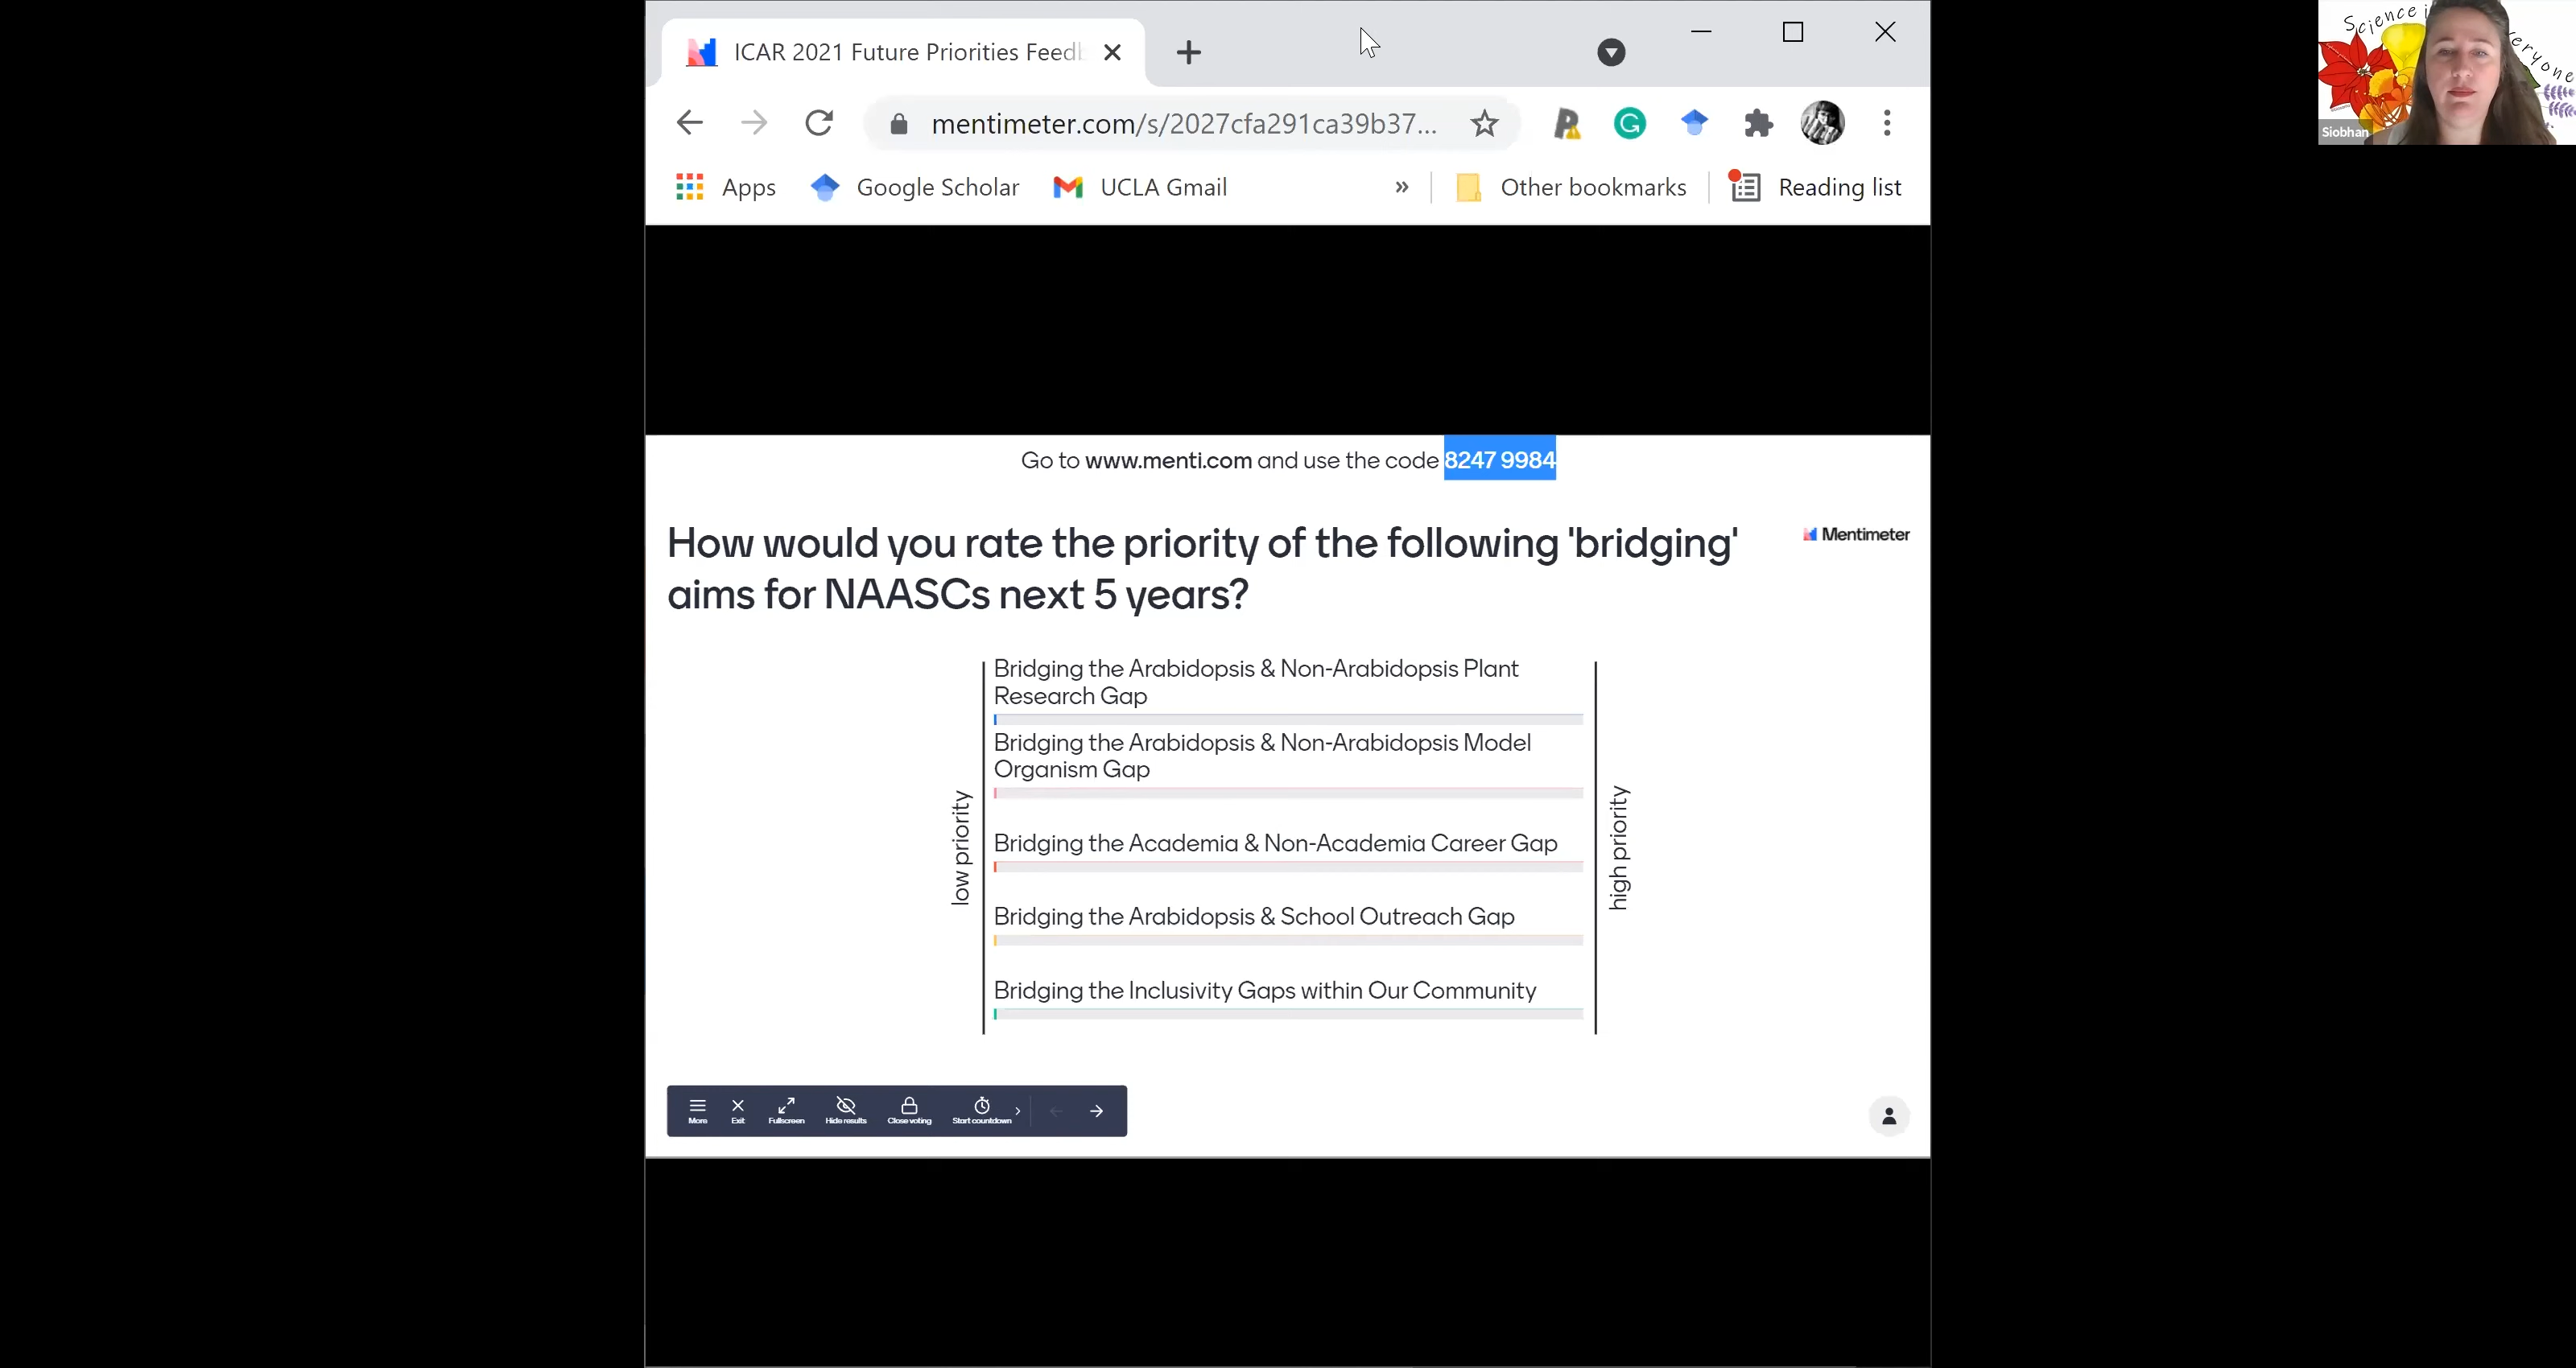 ICAR 2021 Future Priorities Feedb
mentimeter.com/s/2027cfa291ca39b37...
Apps
Google Scholar
UCLA Gmail
»
Other bookmarks
Reading list
Science i
eryone
Siobhan
Go to www.menti.com and use the code 8247 9984
How would you rate the priority of the following 'bridging'
aims for NAASCs next 5 years?
Mentimeter
low priority
Bridging the Arabidopsis & Non-Arabidopsis Plant
Research Gap
Bridging the Arabidopsis & Non-Arabidopsis Model
Organism Gap
Bridging the Academia & Non-Academia Career Gap
Bridging the Arabidopsis & School Outreach Gap
Bridging the Inclusivity Gaps within Our Community
high priority
More
Exit
Fullscreen
Hide results
Close voting
Start countdown